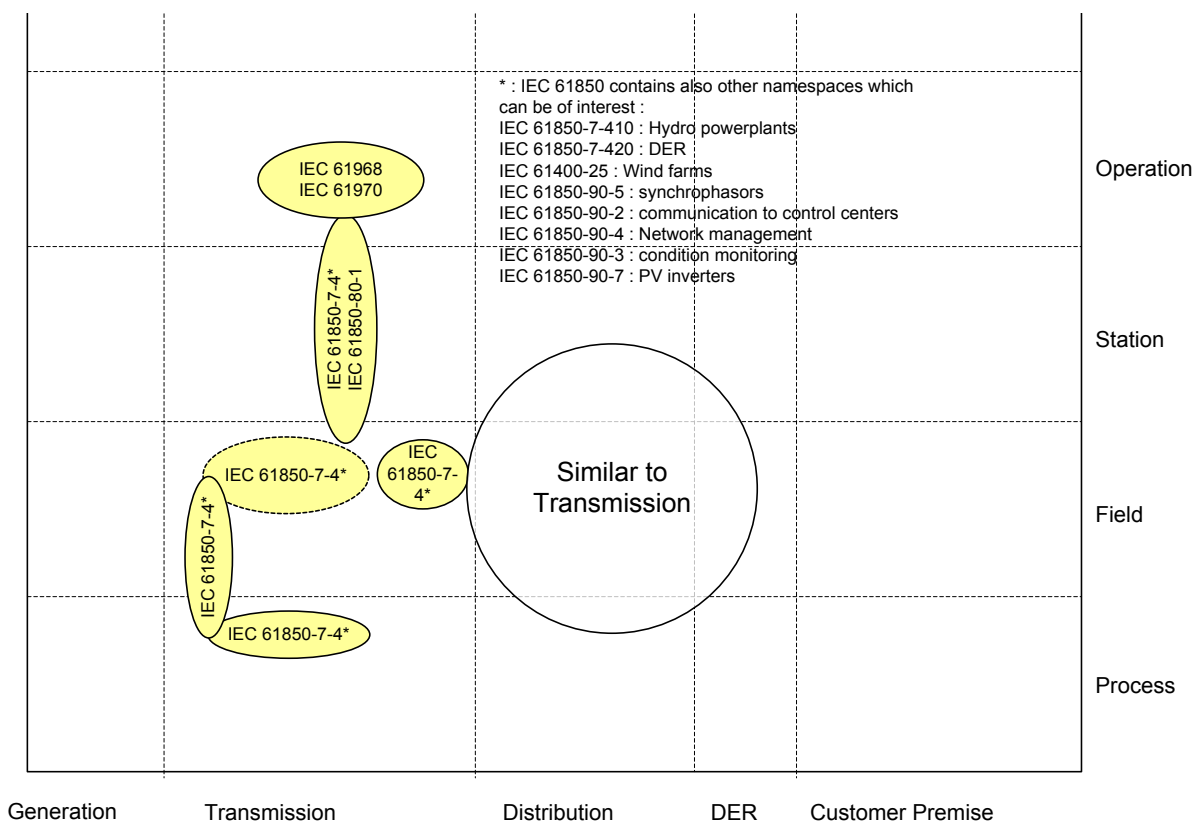 * : IEC 61850 contains also other namespaces which
can be of interest :
IEC 61850-7-410 : Hydro powerplants
IEC 61850-7-420 : DER
IEC 61400-25 : Wind farms
IEC 61850-90-5 : synchrophasors
IEC 61850-90-2 : communication to control centers
IEC 61850-90-4 : Network management
IEC 61850-90-3 : condition monitoring
IEC 61850-90-7 : PV inverters
IEC 61968
IEC 61970
Operation
IEC 61850-7-4*
IEC 61850-80-1
Station
IEC 61850-7-4*
IEC
61850-7-
4*
Similar to
Transmission
Field
IEC 61850-7-4*
IEC 61850-7-4*
Process
Generation
Transmission
Distribution
DER
Customer Premise